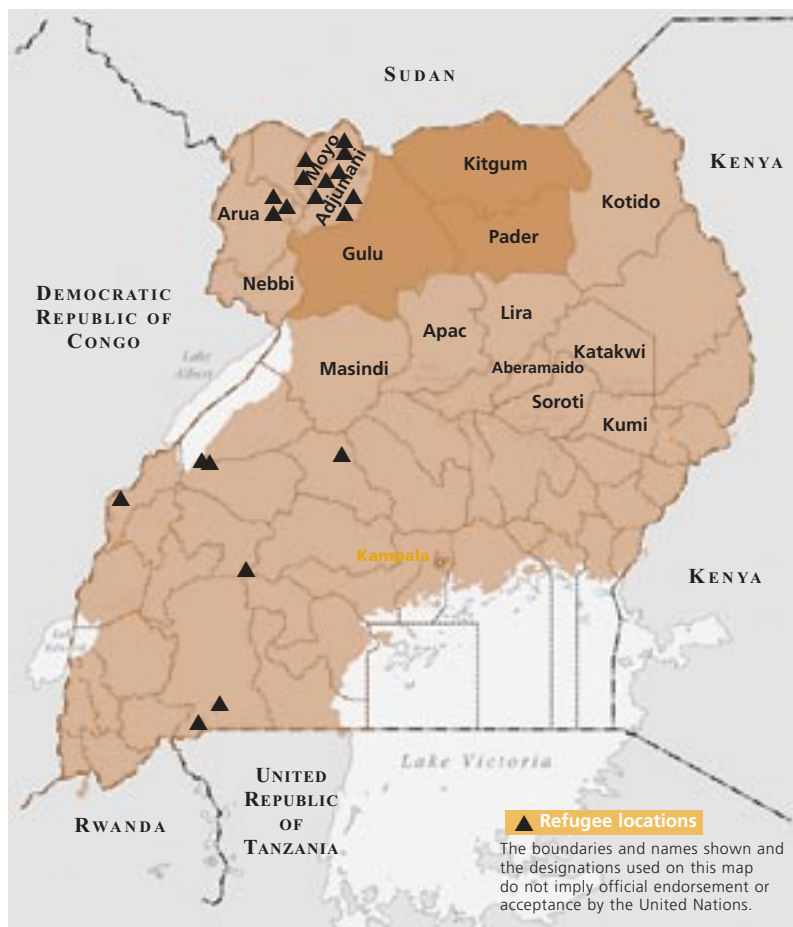 SUDAN
KENYA
Moyo
Adjumani
Kitgum
Kotido
Arua
Pader
Gulu
Nebbi
DEMOCRATIC
REPUBLIC OF
CONGO
Lira
Apac
Lake
Albert
Katakwi
Masindi
Aberamaido
Soroti
Kumi
Kampala
KENYA
Lake Victoria
UNITED
REPUBLIC
OF
TANZANIA
RWANDA
Refugee locations
The boundaries and names shown and
the designations used on this map
do not imply official endorsement or
acceptance by the United Nations.